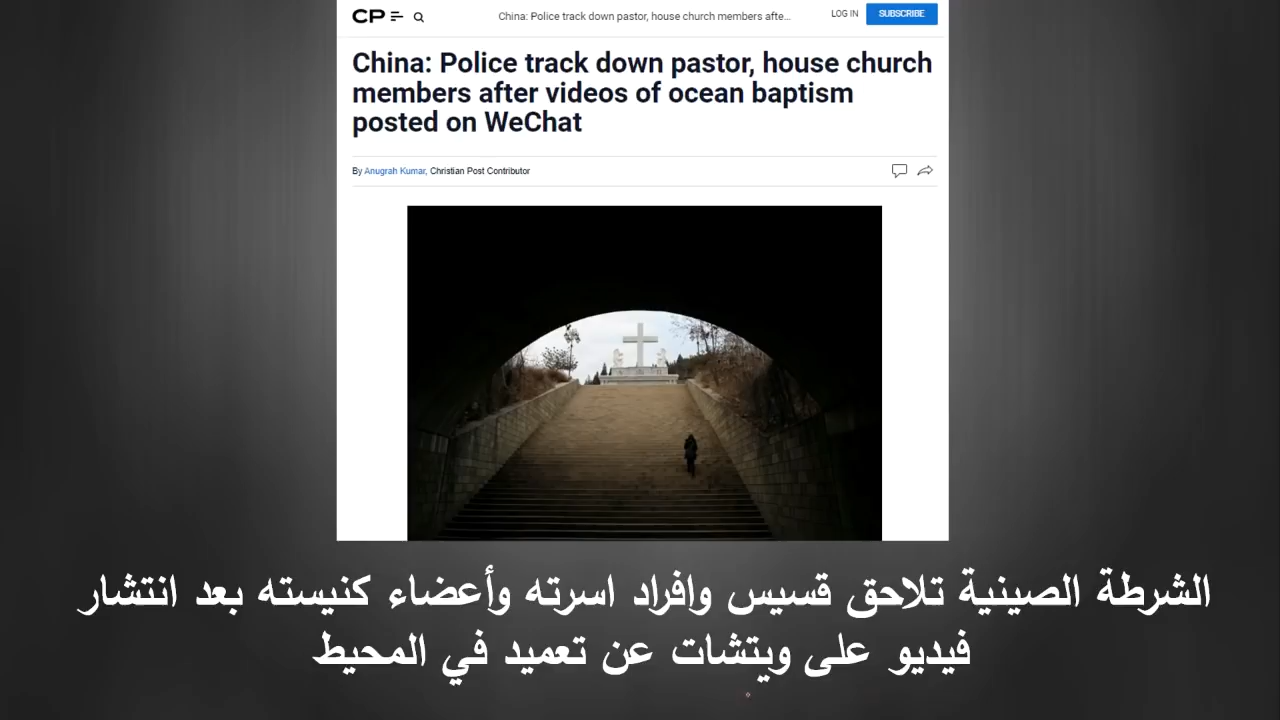 CP
China: Police track down pastor, house church members afte...
LOG IN
SUBSCRIBE
China: Police track down pastor, house church
members after videos of ocean baptism
posted on WeChat
By Anugrah Kumar, Christian Post Contributor
الشرطة الصينية تلاحق قسيس وافراد اسرته وأعضاء كنيسته بعد انتشار
فيديو على ويتشات عن تعميد في المحيط